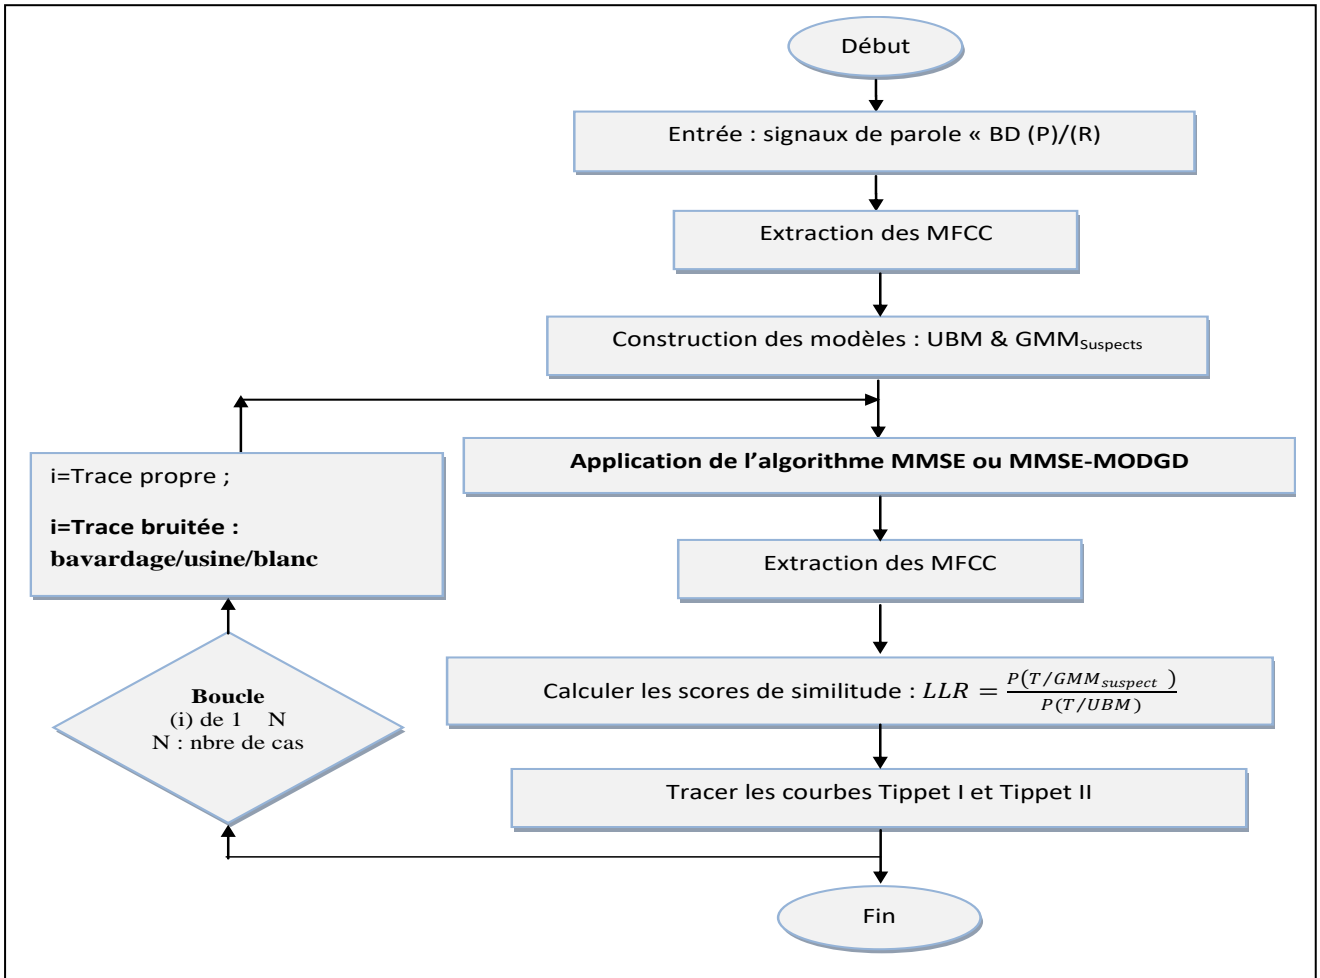 Début
Entrée : signaux de parole « BD (P)/(R)
Extraction des MFCC
Construction des modèles : UBM & GMM_Suspects
Application de l’algorithme MMSE ou MMSE-MODGD
i=Trace propre ;
i=Trace bruitée :
bavardage/usine/blanc
Extraction des MFCC
Calculer les scores de similitude : LLR = P(T/GMM_suspect ) / P(T/UBM)
Boucle
(i) de 1 N
N : nbre de cas
Tracer les courbes Tippet I et Tippet II
Fin